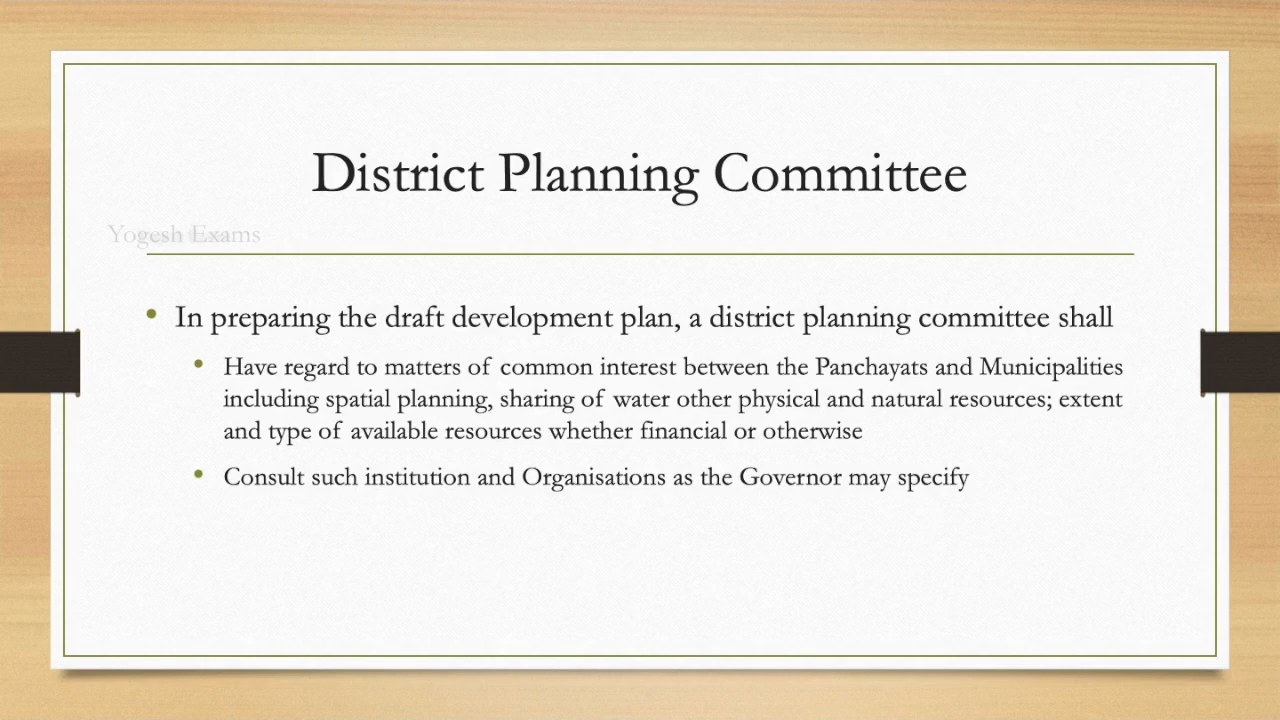 District Planning Committee
Yogesh Exams
• In preparing the draft development plan, a district planning committee shall
• Have regard to matters of common interest between the Panchayats and Municipalities
including spatial planning, sharing of water other physical and natural resources; extent
and type of available resources whether financial or otherwise
• Consult such institution and Organisations as the Governor may specify